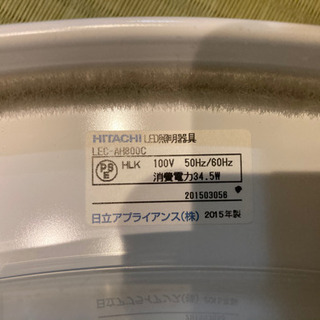 HITACHI LED照明器具
LEC-AH800C
PS
E HLK 100V 50Hz/60Hz
消費電力34.5W
201503058
日立アプライアンス(株) 2015年製